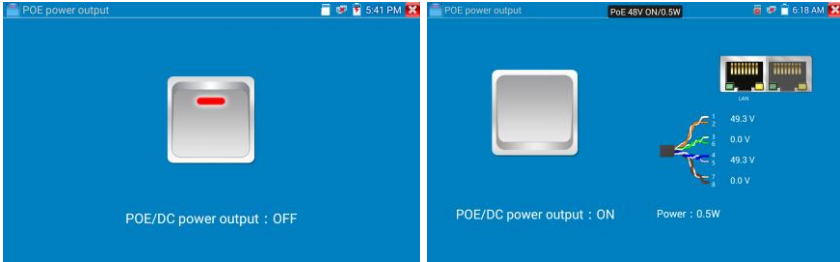 POE power output
5:41 PM
POE/DC power output : OFF
POE power output
PoE 48V ON/0.5W
6:18 AM
LAN
1
2
49.3 V
3
6
0.0 V
4
5
49.3 V
7
8
0.0 V
POE/DC power output : ON
Power : 0.5W